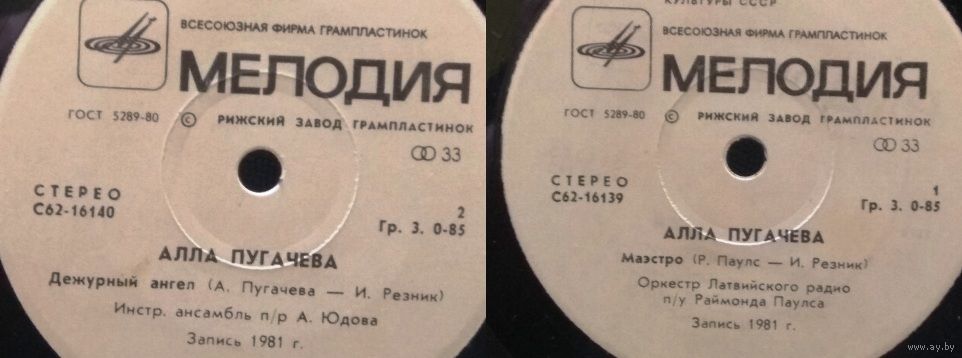 ВСЕСОЮЗНАЯ ФИРМА ГРАМПЛАСТИНОК
МЕЛОДИЯ
ГОСТ 5289-80 © РИЖСКИЙ ЗАВОД ГРАМПЛАСТИНОК
33
СТЕРЕО
С62-16140
2
Гр. 3. 0-85
АЛЛА ПУГАЧЕВА
Дежурный ангел (А. Пугачева — И. Резник)
Инстр. ансамбль п/р А. Юдова
Запись 1981 г.
КУЛЬТУРЫ СССР
ВСЕСОЮЗНАЯ ФИРМА ГРАМПЛАСТИНОК
МЕЛОДИЯ
ГОСТ 5289-80 © РИЖСКИЙ ЗАВОД ГРАМПЛАСТИНОК
33
СТЕРЕО
С62-16139
1
Гр. 3. 0-85
АЛЛА ПУГАЧЕВА
Маэстро (Р. Паулс — И. Резник)
Оркестр Латвийского радио
п/у Раймонда Паулса
Запись 1981 г.
www.ay.by